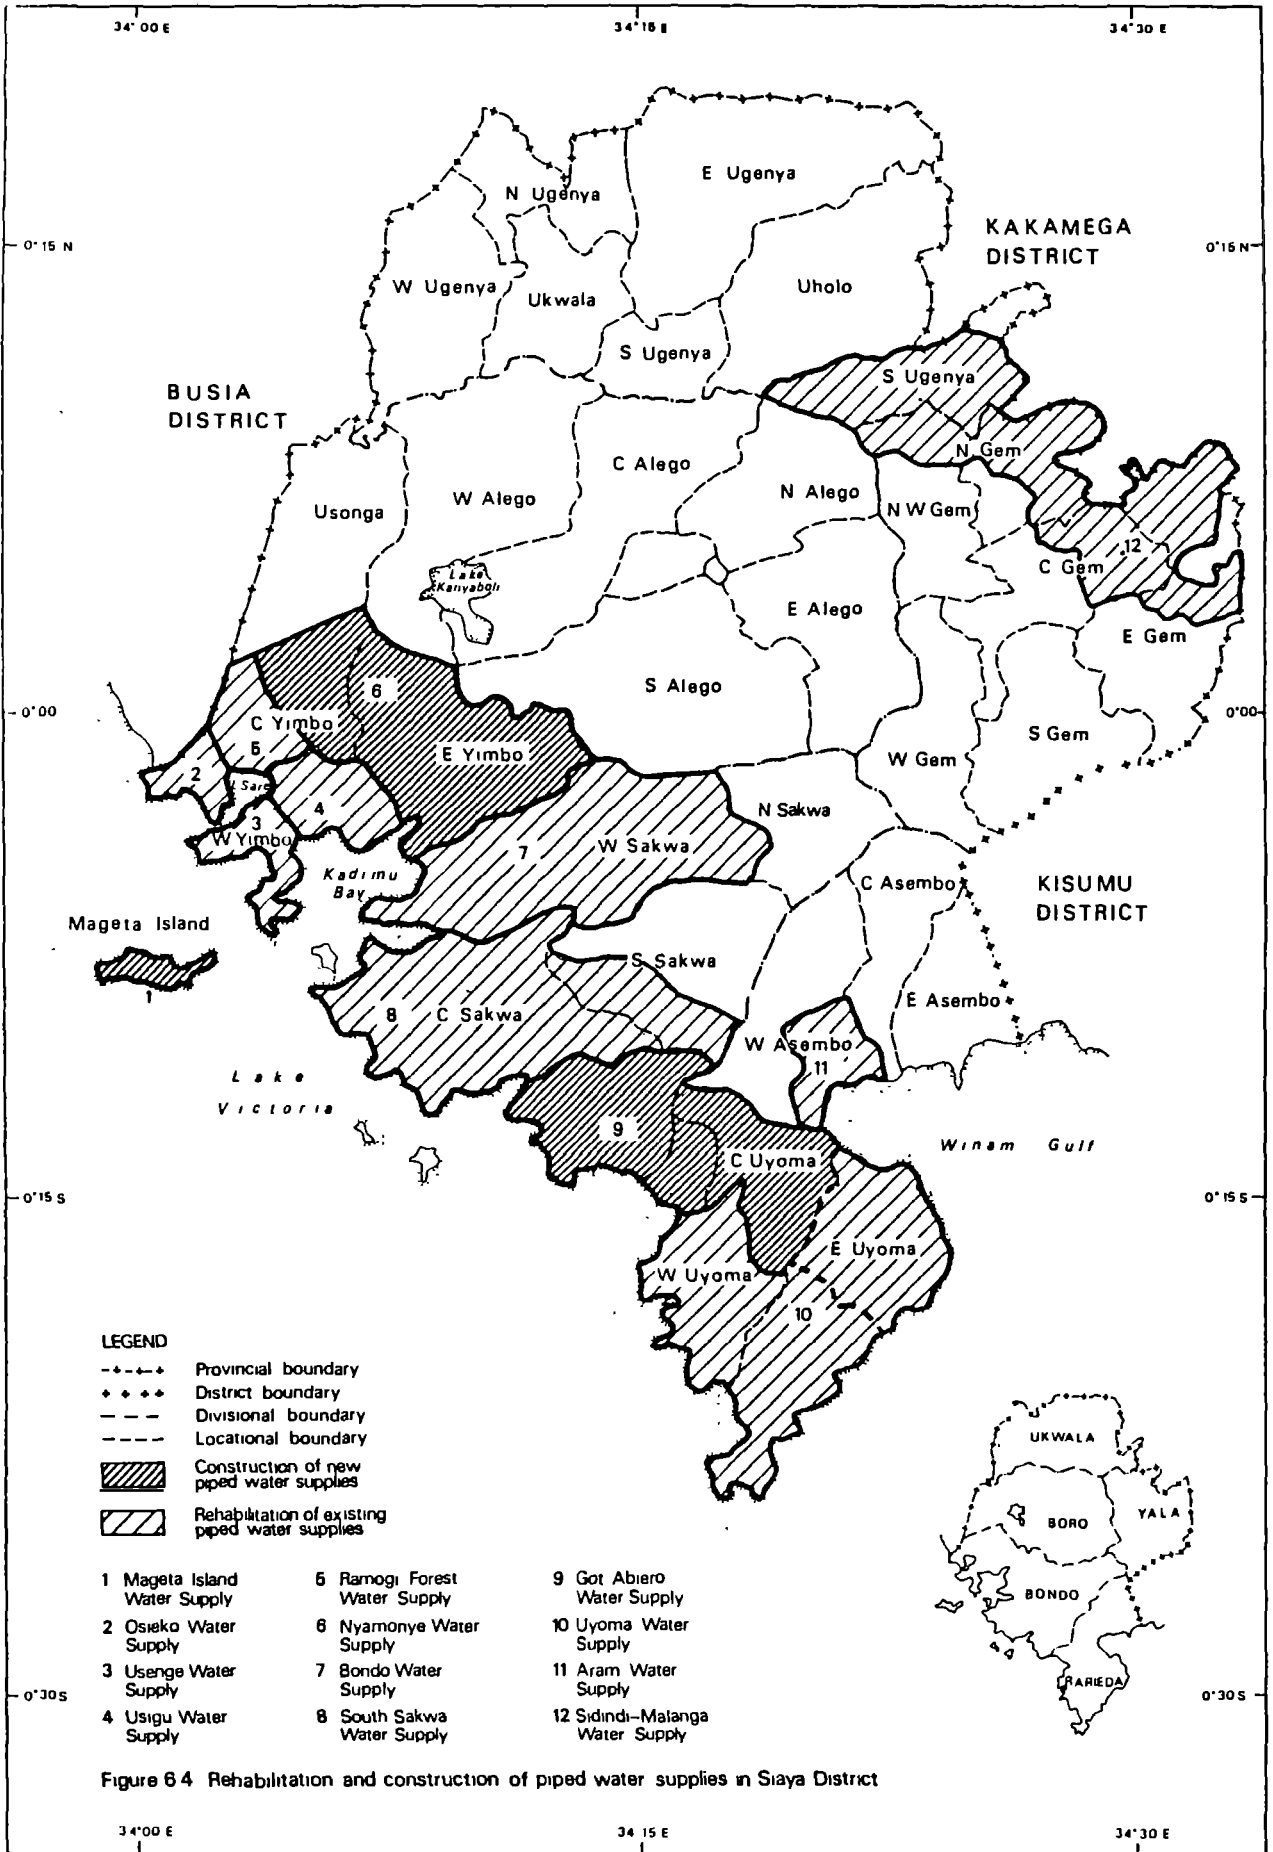 34°00 E
34°15 E
34°30 E
E Ugenya
N Ugenya
KAKAMEGA
DISTRICT
0°15 N
0°15 N
W Ugenya
Ukwala
Uholo
S Ugenya
S Ugenya
BUSIA
DISTRICT
N Gem
C Alego
N Alego
W Alego
Usonga
N W Gem
12
C Gem
Lake
Kanyaboli
E Alego
E Gem
S Alego
6
0°00
0°00
C Yimbo
5
E Yimbo
S Gem
W Gem
2
L Sare
4
N Sakwa
3
W Yimbo
7
W Sakwa
Kadimu
Bay
C Asembo
KISUMU
DISTRICT
Mageta Island
1
S Sakwa
8
C Sakwa
E Asembo
W Asembo
11
Lake
Victoria
9
Winam Gulf
C Uyoma
0°15 S
0°15 S
E Uyoma
W Uyoma
10
LEGEND
Provincial boundary
District boundary
Divisional boundary
Locational boundary
Construction of new
piped water supplies
Rehabilitation of existing
piped water supplies
UKWALA
BORO
YALA
BONDO
RARIEDA
1 Mageta Island
Water Supply
2 Osieko Water
Supply
3 Usenge Water
Supply
4 Usigu Water
Supply
5 Ramogi Forest
Water Supply
6 Nyamonye Water
Supply
7 Bondo Water
Supply
8 South Sakwa
Water Supply
9 Got Abiero
Water Supply
10 Uyoma Water
Supply
11 Aram Water
Supply
12 Sidindi-Malanga
Water Supply
0°30 S
0°30 S
Figure 6 4 Rehabilitation and construction of piped water supplies in Siaya District
34°00 E
34 15 E
34°30 E